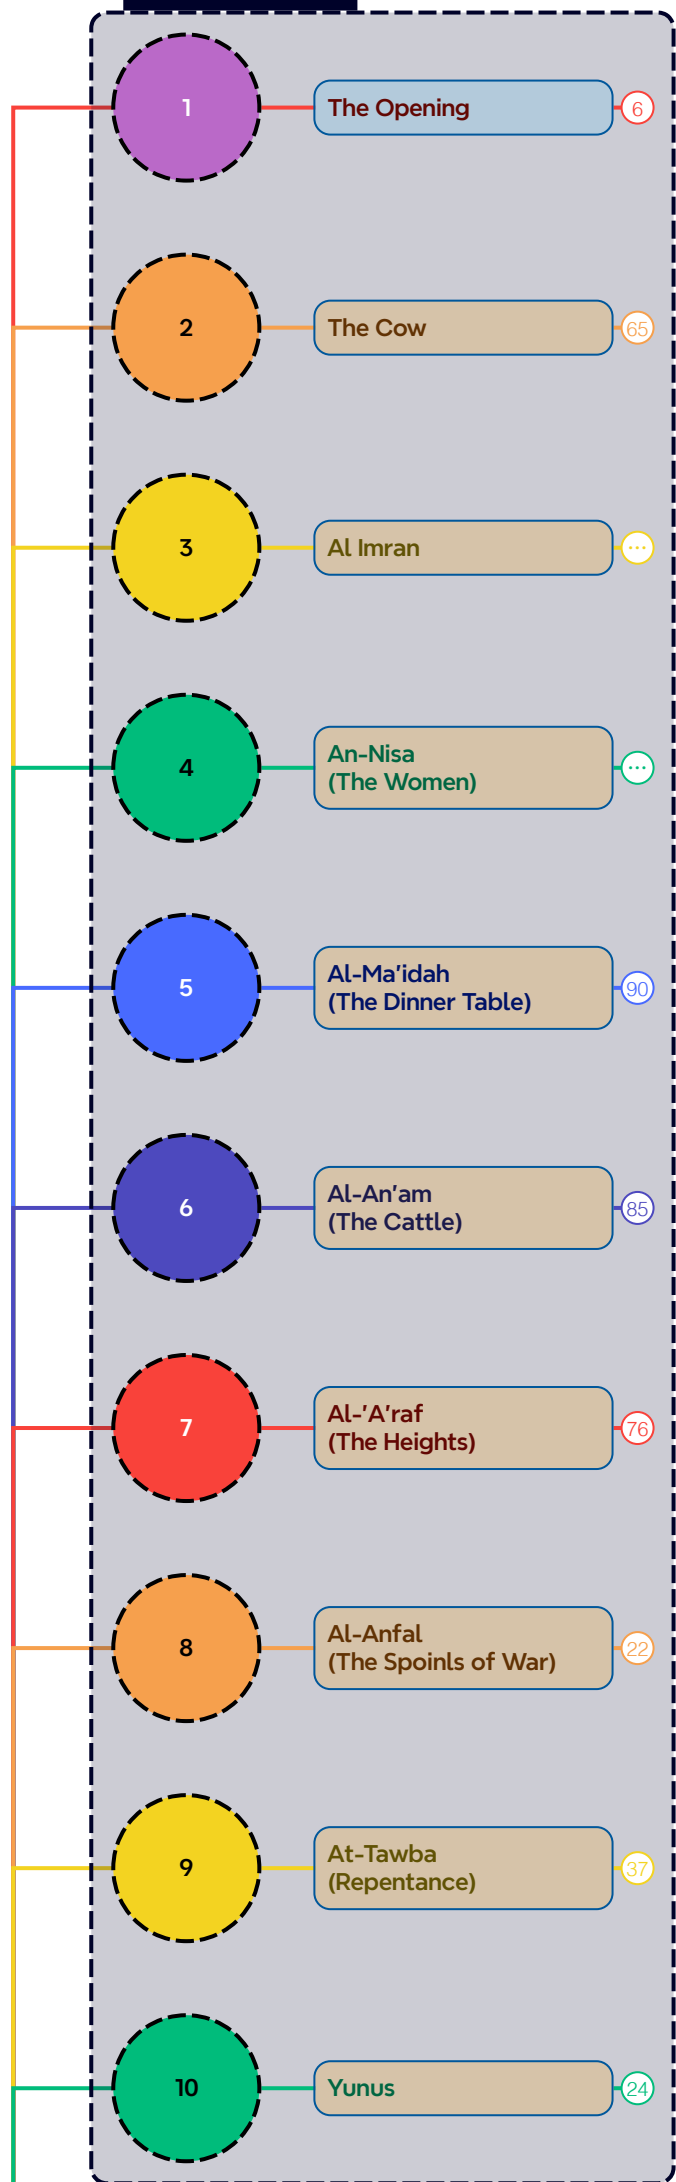 1
The Opening
6
2
The Cow
65
3
Al Imran
...
4
An-Nisa
(The Women)
...
5
Al-Ma'idah
(The Dinner Table)
90
6
Al-An'am
(The Cattle)
85
7
Al-'A'raf
(The Heights)
76
8
Al-Anfal
(The Spoinls of War)
22
9
At-Tawba
(Repentance)
37
10
Yunus
24